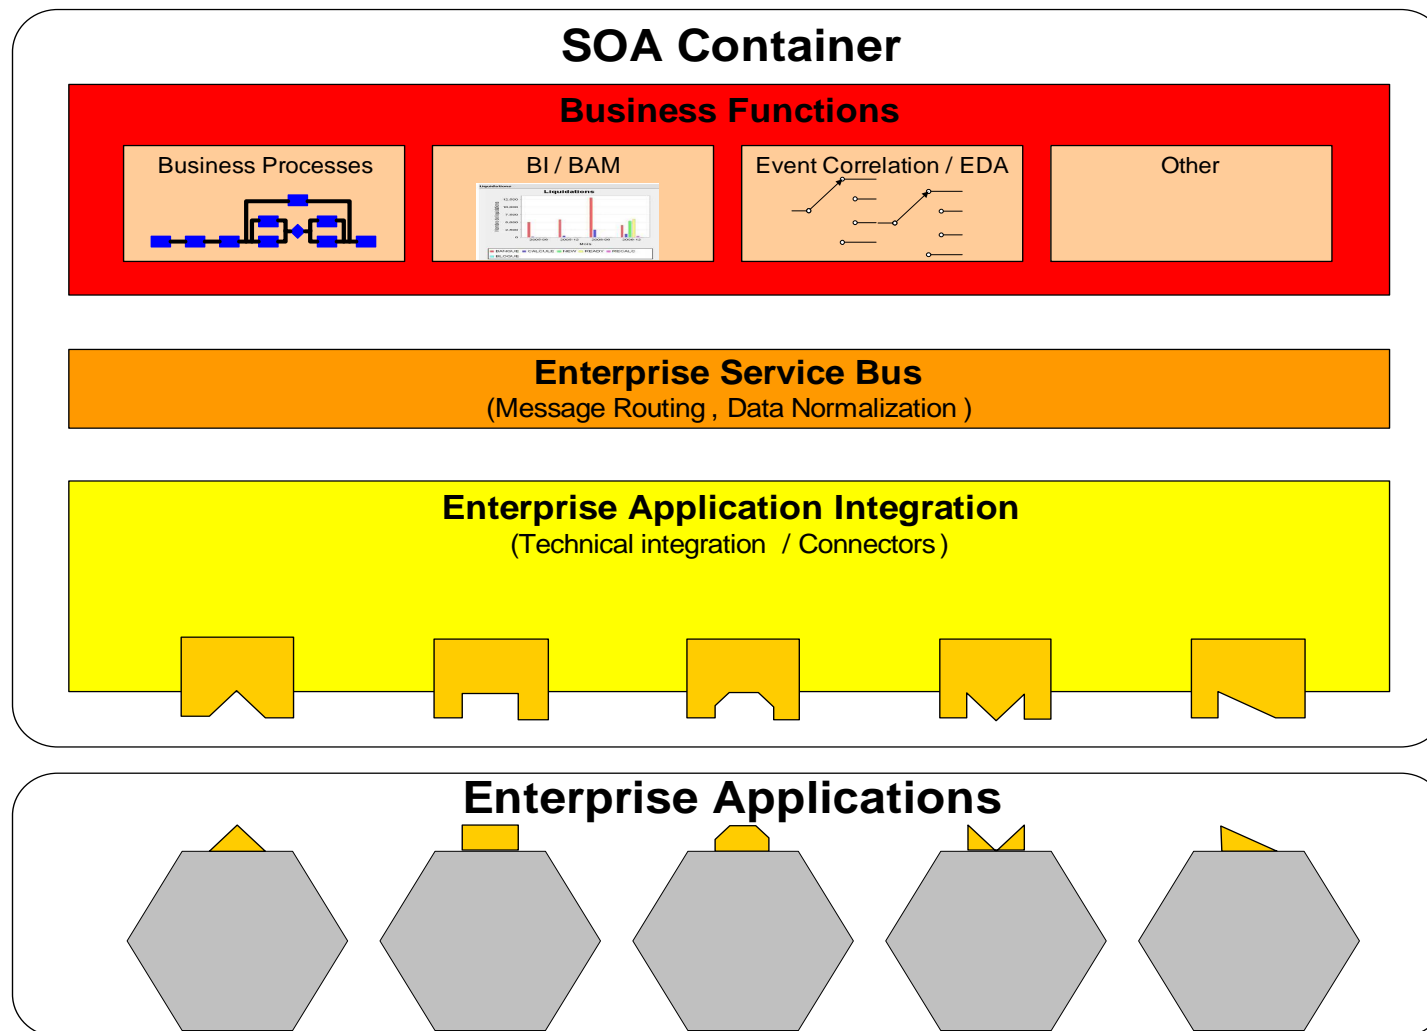 SOA Container
Business Functions
Business Processes
BI / BAM
Event Correlation / EDA
Other
Liquidations
Liquidations
Enterprise Service Bus
(Message Routing , Data Normalization )
Enterprise Application Integration
(Technical integration / Connectors)
Enterprise Applications